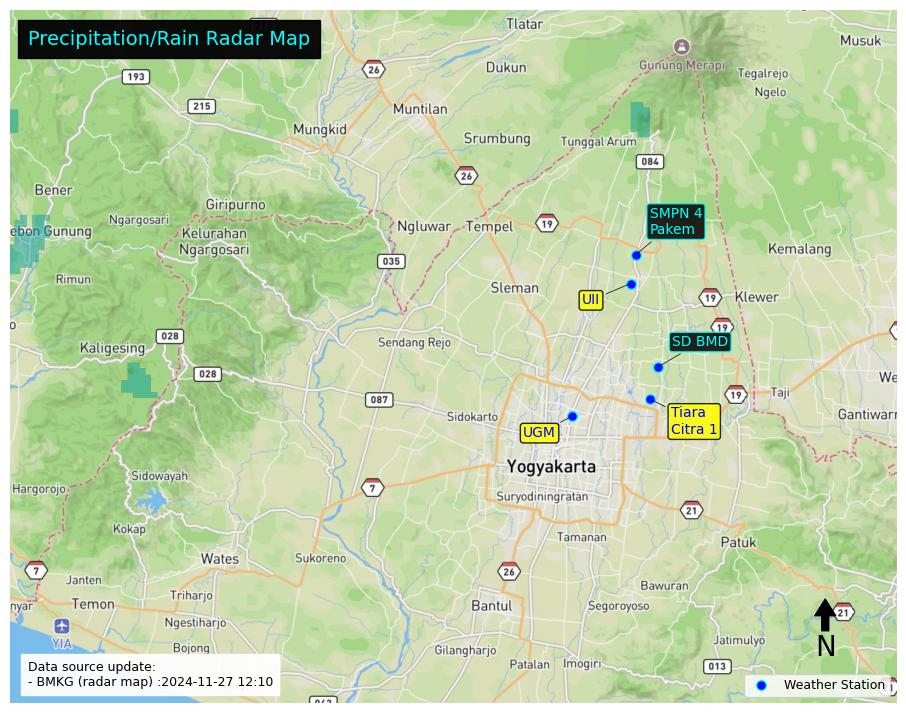 Precipitation/Rain Radar Map
Tlatar
Musuk
26
Gunung Merapi
193
Dukun
Tegalrejo
Ngelo
215
Muntilan
Mungkid
Srumbung
Tunggal Arum
084
26
Bener
Giripurno
Ngargosari
Ngluwar
Tempel
19
SMPN 4
Pakem
ebon Gunung
Kelurahan
Ngargosari
Kemalang
035
Rimun
Sleman
UII
19
Klewer
19
028
Sendang Rejo
SD BMD
Kaligesing
028
We
087
19
Taji
Sidokarto
Tiara
Citra 1
Gantiwarn
UGM
Yogyakarta
Sidowayah
Hargorojo
7
Suryodiningratan
21
Kokap
Tamanan
Patuk
Wates
Sukoreno
7
26
Janten
Bawuran
Triharjo
nyar
Temon
Bantul
Segoroyoso
21
Ngestiharjo
YIA
N
Bojong
Gilangharjo
Jatimulyo
Patalan
Imogiri
013
Data source update:
- BMKG (radar map) :2024-11-27 12:10
Weather Station